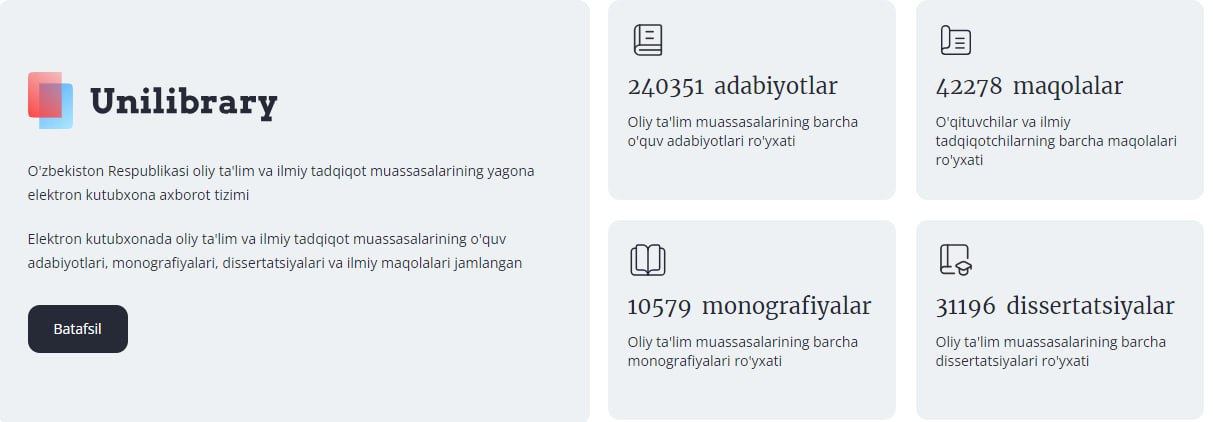 Unilibrary
O'zbekiston Respublikasi oliy ta'lim va ilmiy tadqiqot muassasalarining yagona
elektron kutubxona axborot tizimi
Elektron kutubxonada oliy ta'lim va ilmiy tadqiqot muassasalarining o'quv
adabiyotlari, monografiyalari, dissertatsiyalari va ilmiy maqolalari jamlangan
Batafsil
240351 adabiyotlar
Oliy ta'lim muassasalarining barcha
o'quv adabiyotlari ro'yxati
42278 maqolalar
O'qituvchilar va ilmiy
tadqiqotchilarning barcha maqolalari
ro'yxati
10579 monografiyalar
Oliy ta'lim muassasalarining barcha
monografiyalari ro'yxati
31196 dissertatsiyalar
Oliy ta'lim muassasalarining barcha
dissertatsiyalari ro'yxati